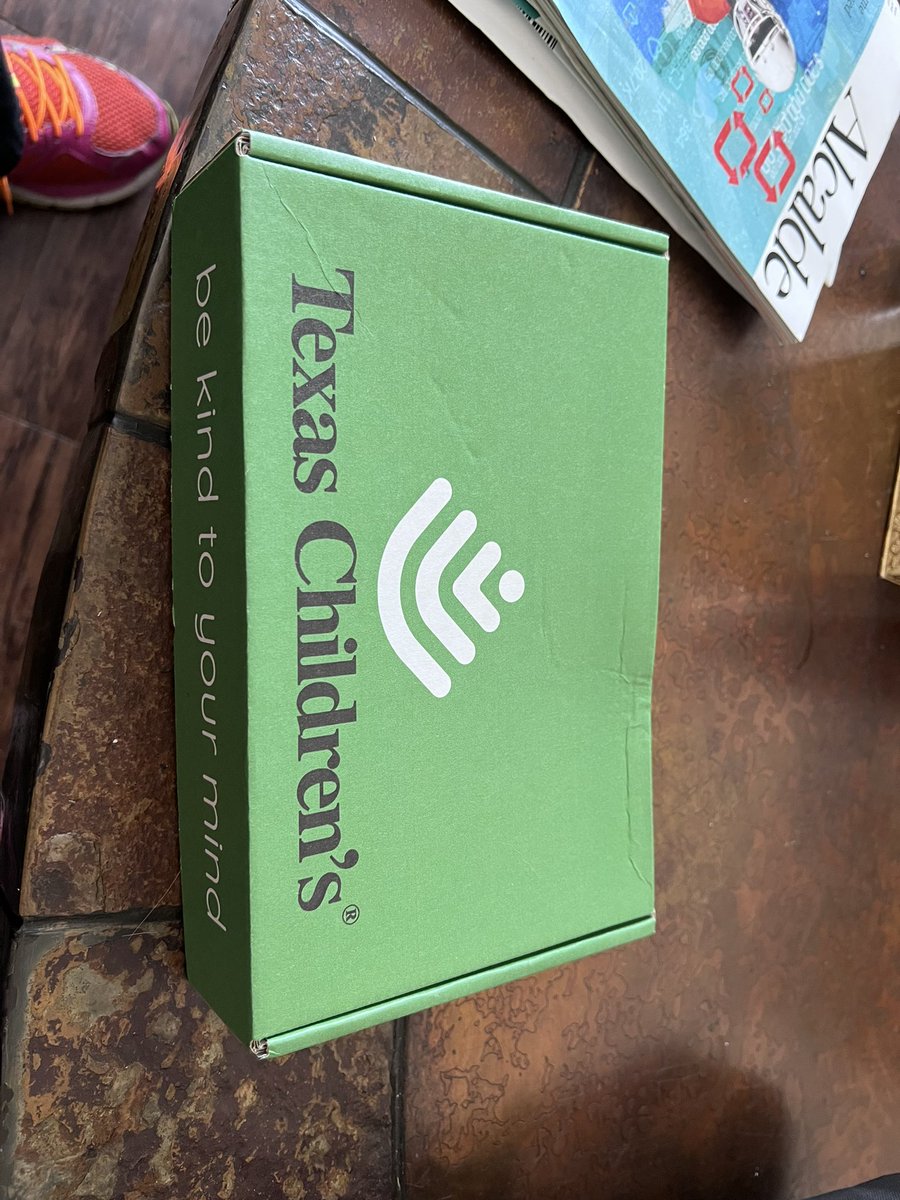 Texas Children's®
be kind to your mind
Alcalde